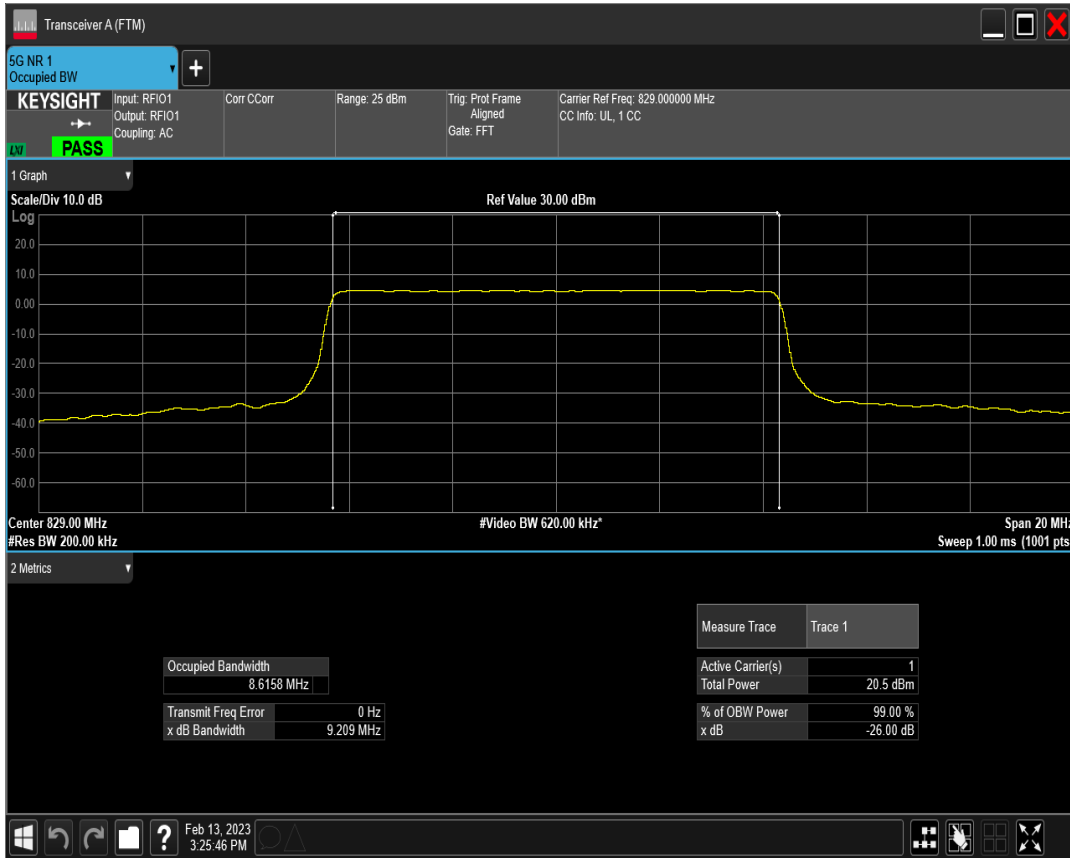 Transceiver A (FTM)
5G NR 1
Occupied BW
+
KEYSIGHT
LXI
PASS
Input: RFIO1
Output: RFIO1
Coupling: AC
Corr CCorr
Range: 25 dBm
Trig: Prot Frame
Aligned
Gate: FFT
Carrier Ref Freq: 829.000000 MHz
CC Info: UL, 1 CC
1 Graph
Scale/Div 10.0 dB
Ref Value 30.00 dBm
Log
20.0
10.0
0.00
-10.0
-20.0
-30.0
-40.0
-50.0
-60.0
Center 829.00 MHz
#Video BW 620.00 kHz*
Span 20 MHz
#Res BW 200.00 kHz
Sweep 1.00 ms (1001 pts
2 Metrics
Measure Trace Trace 1
Occupied Bandwidth
8.6158 MHz
Active Carrier(s) 1
Total Power 20.5 dBm
Transmit Freq Error 0 Hz
x dB Bandwidth 9.209 MHz
% of OBW Power 99.00 %
x dB -26.00 dB
?
Feb 13, 2023
3:25:46 PM